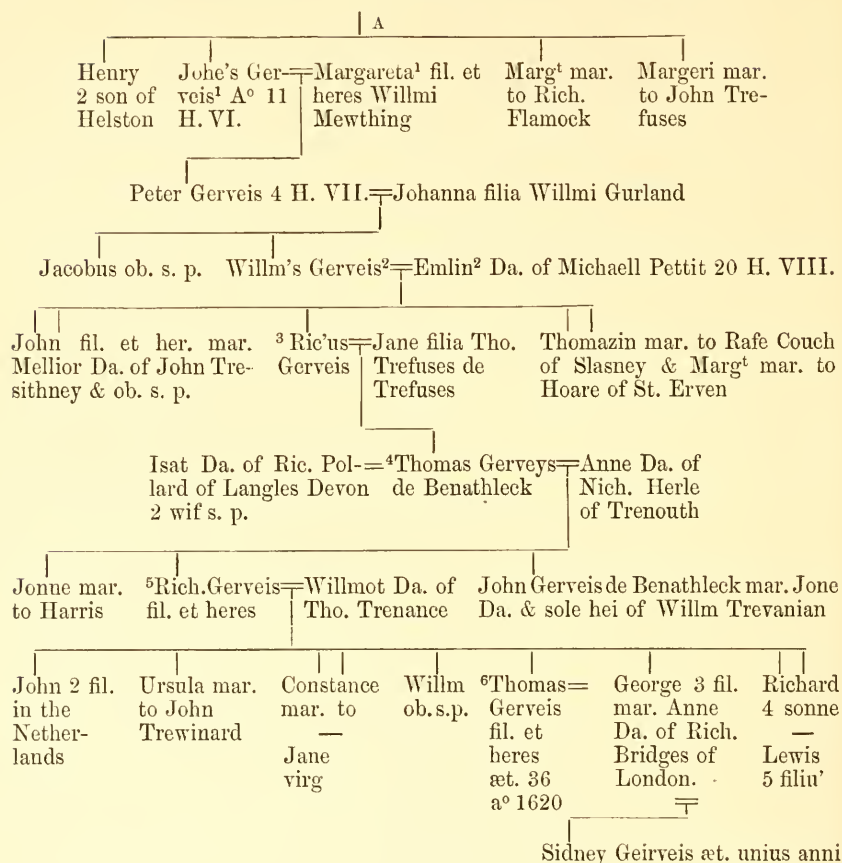 A
Henry
2 son of
Helston
Johe's Ger-
veis¹ Aº 11
H. VI.
Margareta¹ fil. et
heres Willmi
Mewthing
Margᵗ mar.
to Rich.
Flamock
Margeri mar.
to John Tre-
fuses
Peter Gerveis 4 H. VII.
Johanna filia Willmi Gurland
Jacobus ob. s. p.
Willm's Gerveis²
Emlin² Da. of Michaell Pettit 20 H. VIII.
John fil. et her. mar.
Mellior Da. of John Tre-
sithney & ob. s. p.
³ Ric'us
Gerveis
Jane filia Tho.
Trefuses de
Trefuses
Thomazin mar. to Rafe Couch
of Slasney & Margᵗ mar. to
Hoare of St. Erven
Isat Da. of Ric. Pol-
lard of Langles Devon
2 wif s. p.
⁴Thomas Gerveys
de Benathleck
Anne Da. of
Nich. Herle
of Trenouth
Jonne mar.
to Harris
⁵Rich. Gerveis
fil. et heres
Willmot Da. of
Tho. Trenance
John Gerveis de Benathleck mar. Jone
Da. & sole hei of Willm Trevanian
John 2 fil.
in the
Nether-
lands
Ursula mar.
to John
Trewinard
Constance
mar. to
—
Jane
virg
Willm
ob. s. p.
⁶Thomas=
Gerveis
fil. et
heres
æt. 36
aº 1620
George 3 fil.
mar. Anne
Da. of Rich.
Bridges of
London.
Richard
4 sonne
—
Lewis
5 filiu'
Sidney Geirveis æt. unius anni